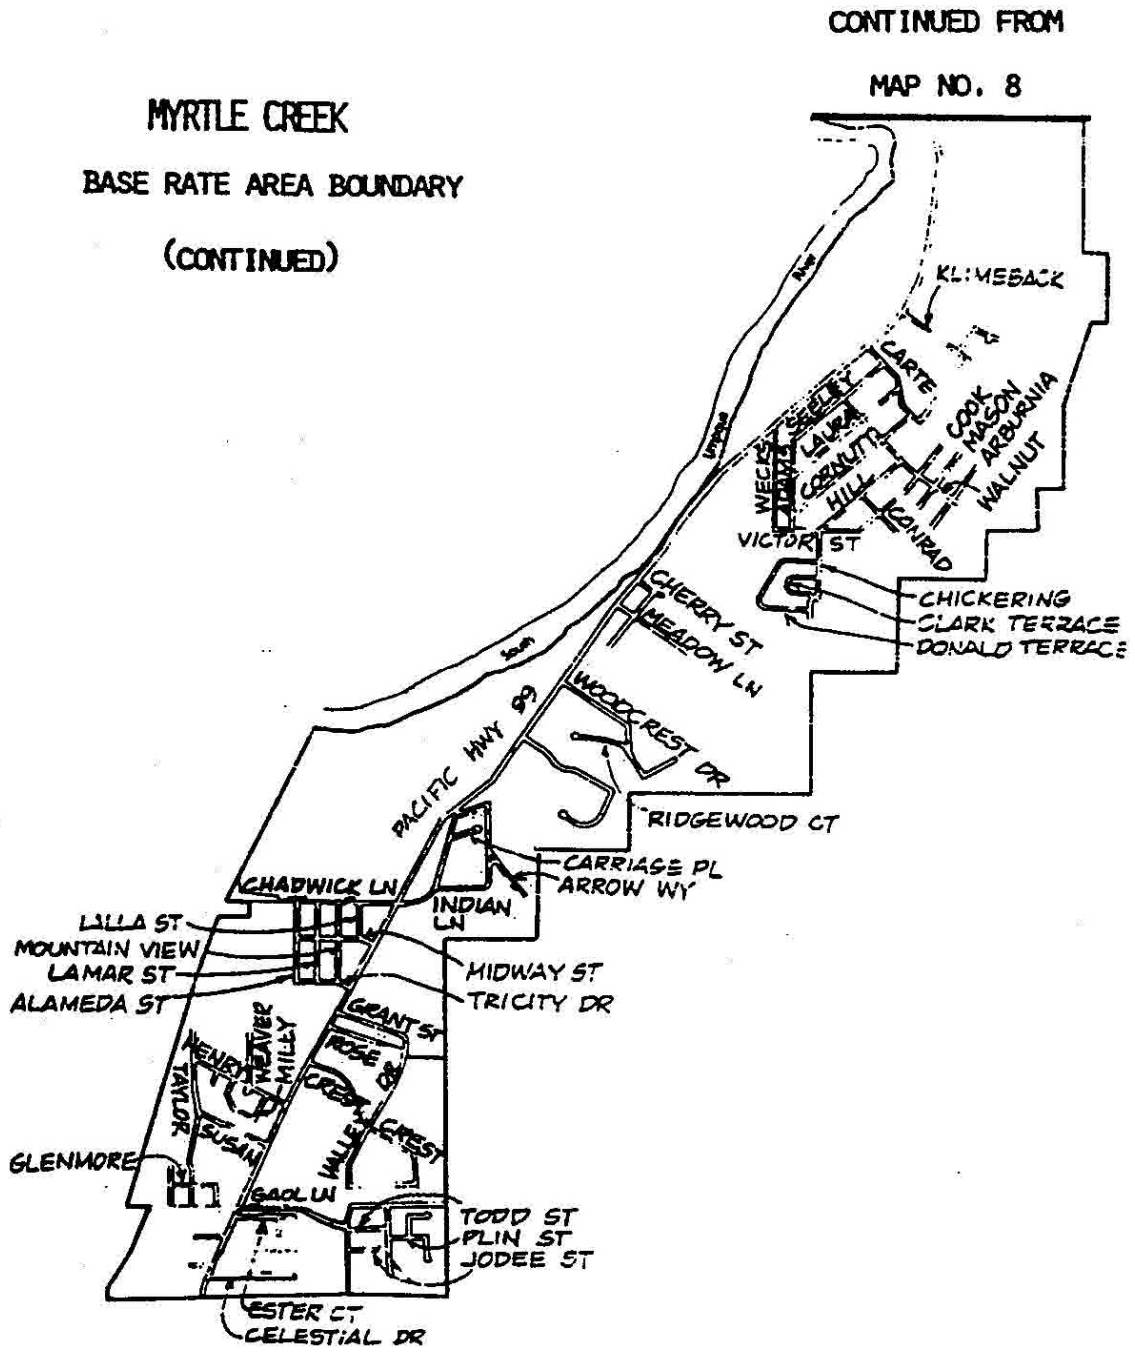 CONTINUED FROM
MAP NO. 8
MYRTLE CREEK
BASE RATE AREA BOUNDARY
(CONTINUED)
River
KLIMEBACK
CARTE
SEELEY
LAURA
COOK
MASON
ARBURNIA
WALNUT
WECKS
ADAMS
CORNUTT
HILL
CONRAD
Umpqua
VICTOR ST
CHICKERING
CLARK TERRACE
DONALD TERRACE
CHERRY ST
MEADOW LN
South
WOODCREST DR
PACIFIC HWY 99
RIDGEWOOD CT
CARRIAGE PL
ARROW WY
CHADWICK LN
INDIAN
LN
LALLA ST
MOUNTAIN VIEW
LAMAR ST
ALAMEDA ST
MIDWAY ST
TRICITY DR
GRANT ST
ROSE
DR
WEAVER
MILLY
HENRY
TAYLOR
SUSAN
CREST
VALLEY
CREST
GLENMORE
GAOL LN
TODD ST
PLIN ST
JODEE ST
ESTER CT
CELESTIAL DR